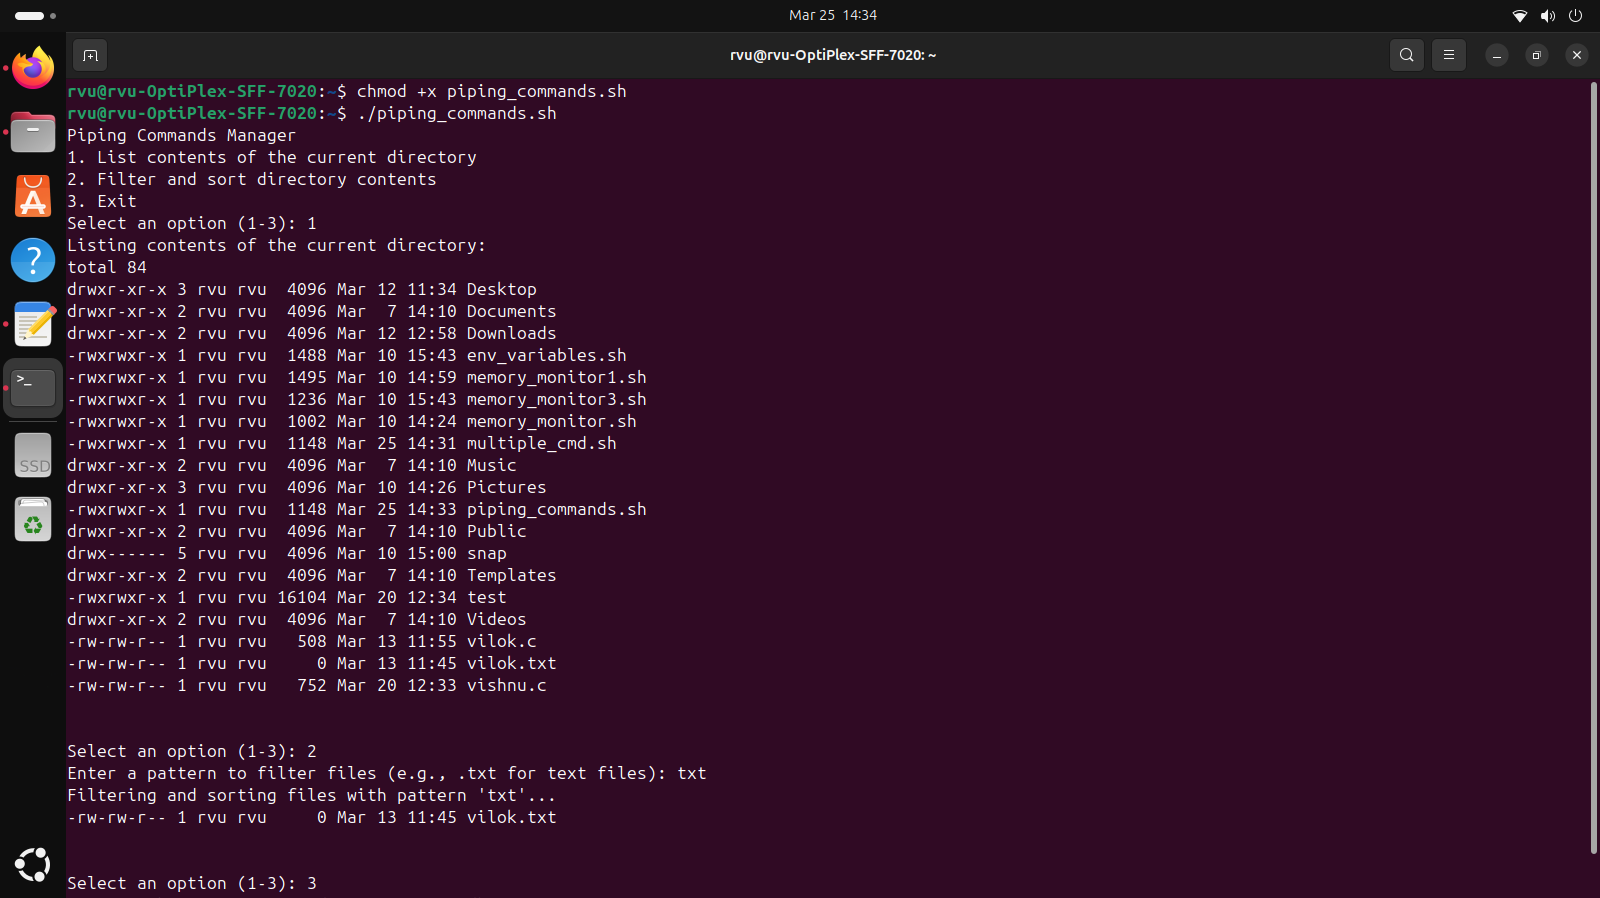 Mar 25  14:34
rvu@rvu-OptiPlex-SFF-7020: ~
rvu@rvu-OptiPlex-SFF-7020:~$ chmod +x piping_commands.sh
rvu@rvu-OptiPlex-SFF-7020:~$ ./piping_commands.sh
Piping Commands Manager
1. List contents of the current directory
2. Filter and sort directory contents
3. Exit
Select an option (1-3): 1
Listing contents of the current directory:
total 84
drwxr-xr-x 3 rvu rvu  4096 Mar 12 11:34 Desktop
drwxr-xr-x 2 rvu rvu  4096 Mar  7 14:10 Documents
drwxr-xr-x 2 rvu rvu  4096 Mar 12 12:58 Downloads
-rwxrwxr-x 1 rvu rvu  1488 Mar 10 15:43 env_variables.sh
-rwxrwxr-x 1 rvu rvu  1495 Mar 10 14:59 memory_monitor1.sh
-rwxrwxr-x 1 rvu rvu  1236 Mar 10 15:43 memory_monitor3.sh
-rwxrwxr-x 1 rvu rvu  1002 Mar 10 14:24 memory_monitor.sh
-rwxrwxr-x 1 rvu rvu  1148 Mar 25 14:31 multiple_cmd.sh
drwxr-xr-x 2 rvu rvu  4096 Mar  7 14:10 Music
drwxr-xr-x 3 rvu rvu  4096 Mar 10 14:26 Pictures
-rwxrwxr-x 1 rvu rvu  1148 Mar 25 14:33 piping_commands.sh
drwxr-xr-x 2 rvu rvu  4096 Mar  7 14:10 Public
drwx------ 5 rvu rvu  4096 Mar 10 15:00 snap
drwxr-xr-x 2 rvu rvu  4096 Mar  7 14:10 Templates
-rwxrwxr-x 1 rvu rvu 16104 Mar 20 12:34 test
drwxr-xr-x 2 rvu rvu  4096 Mar  7 14:10 Videos
-rw-rw-r-- 1 rvu rvu   508 Mar 13 11:55 vilok.c
-rw-rw-r-- 1 rvu rvu     0 Mar 13 11:45 vilok.txt
-rw-rw-r-- 1 rvu rvu   752 Mar 20 12:33 vishnu.c
Select an option (1-3): 2
Enter a pattern to filter files (e.g., .txt for text files): txt
Filtering and sorting files with pattern 'txt'...
-rw-rw-r-- 1 rvu rvu     0 Mar 13 11:45 vilok.txt
Select an option (1-3): 3
SSD